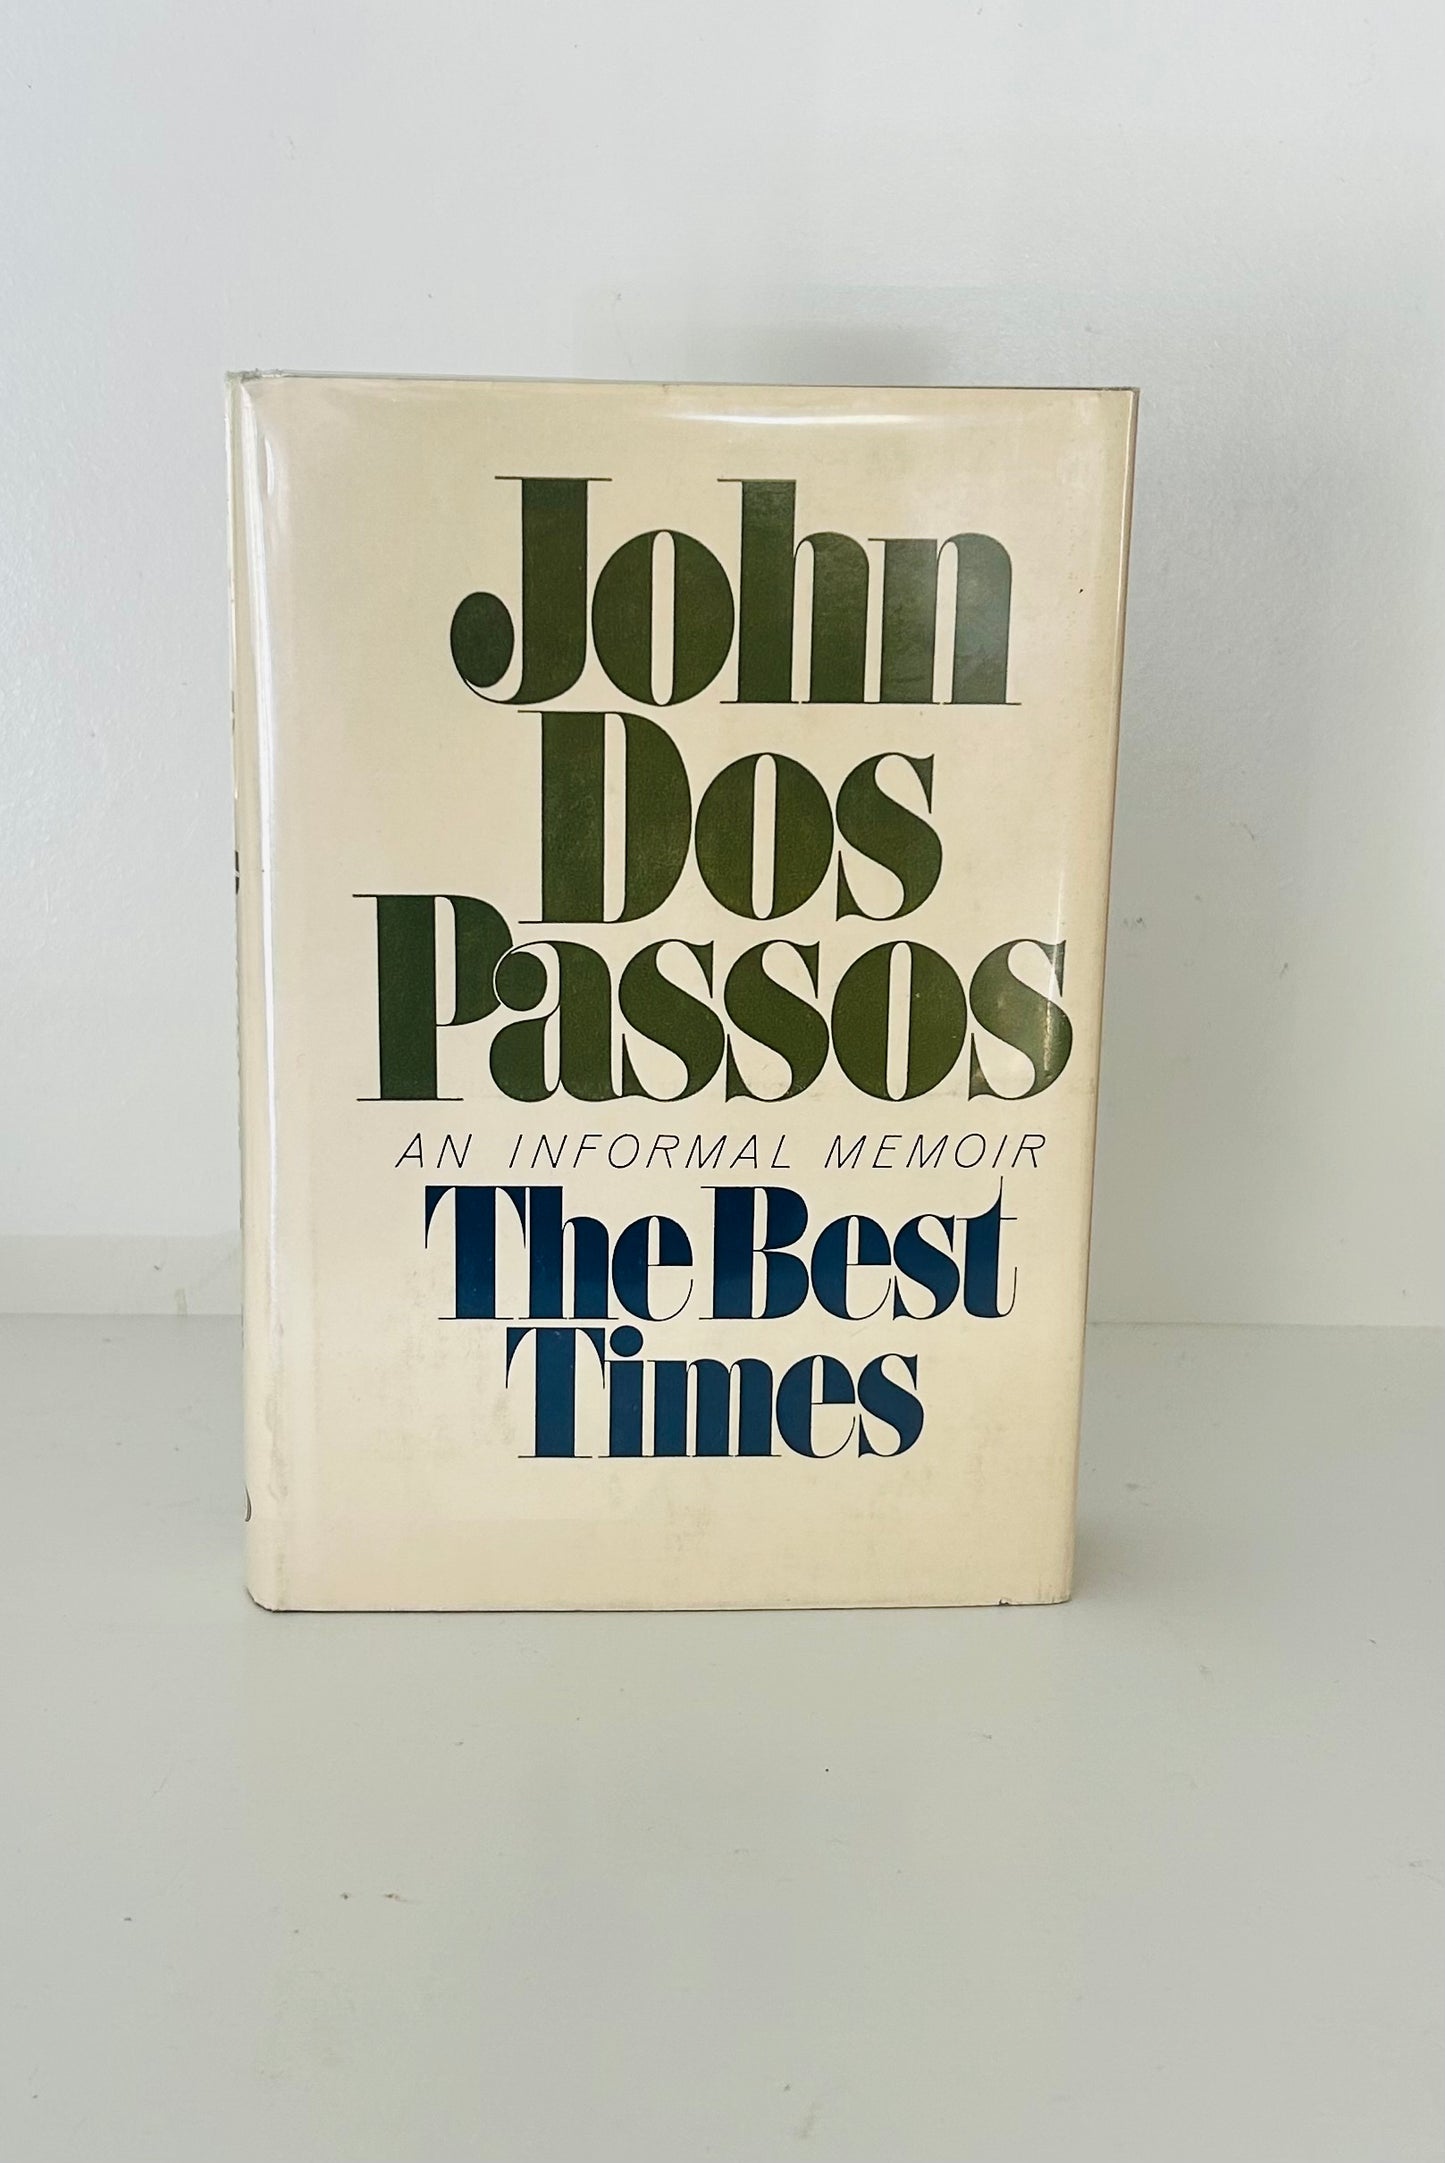 John
Dos
Passos
AN INFORMAL MEMOIR
The Best
Times